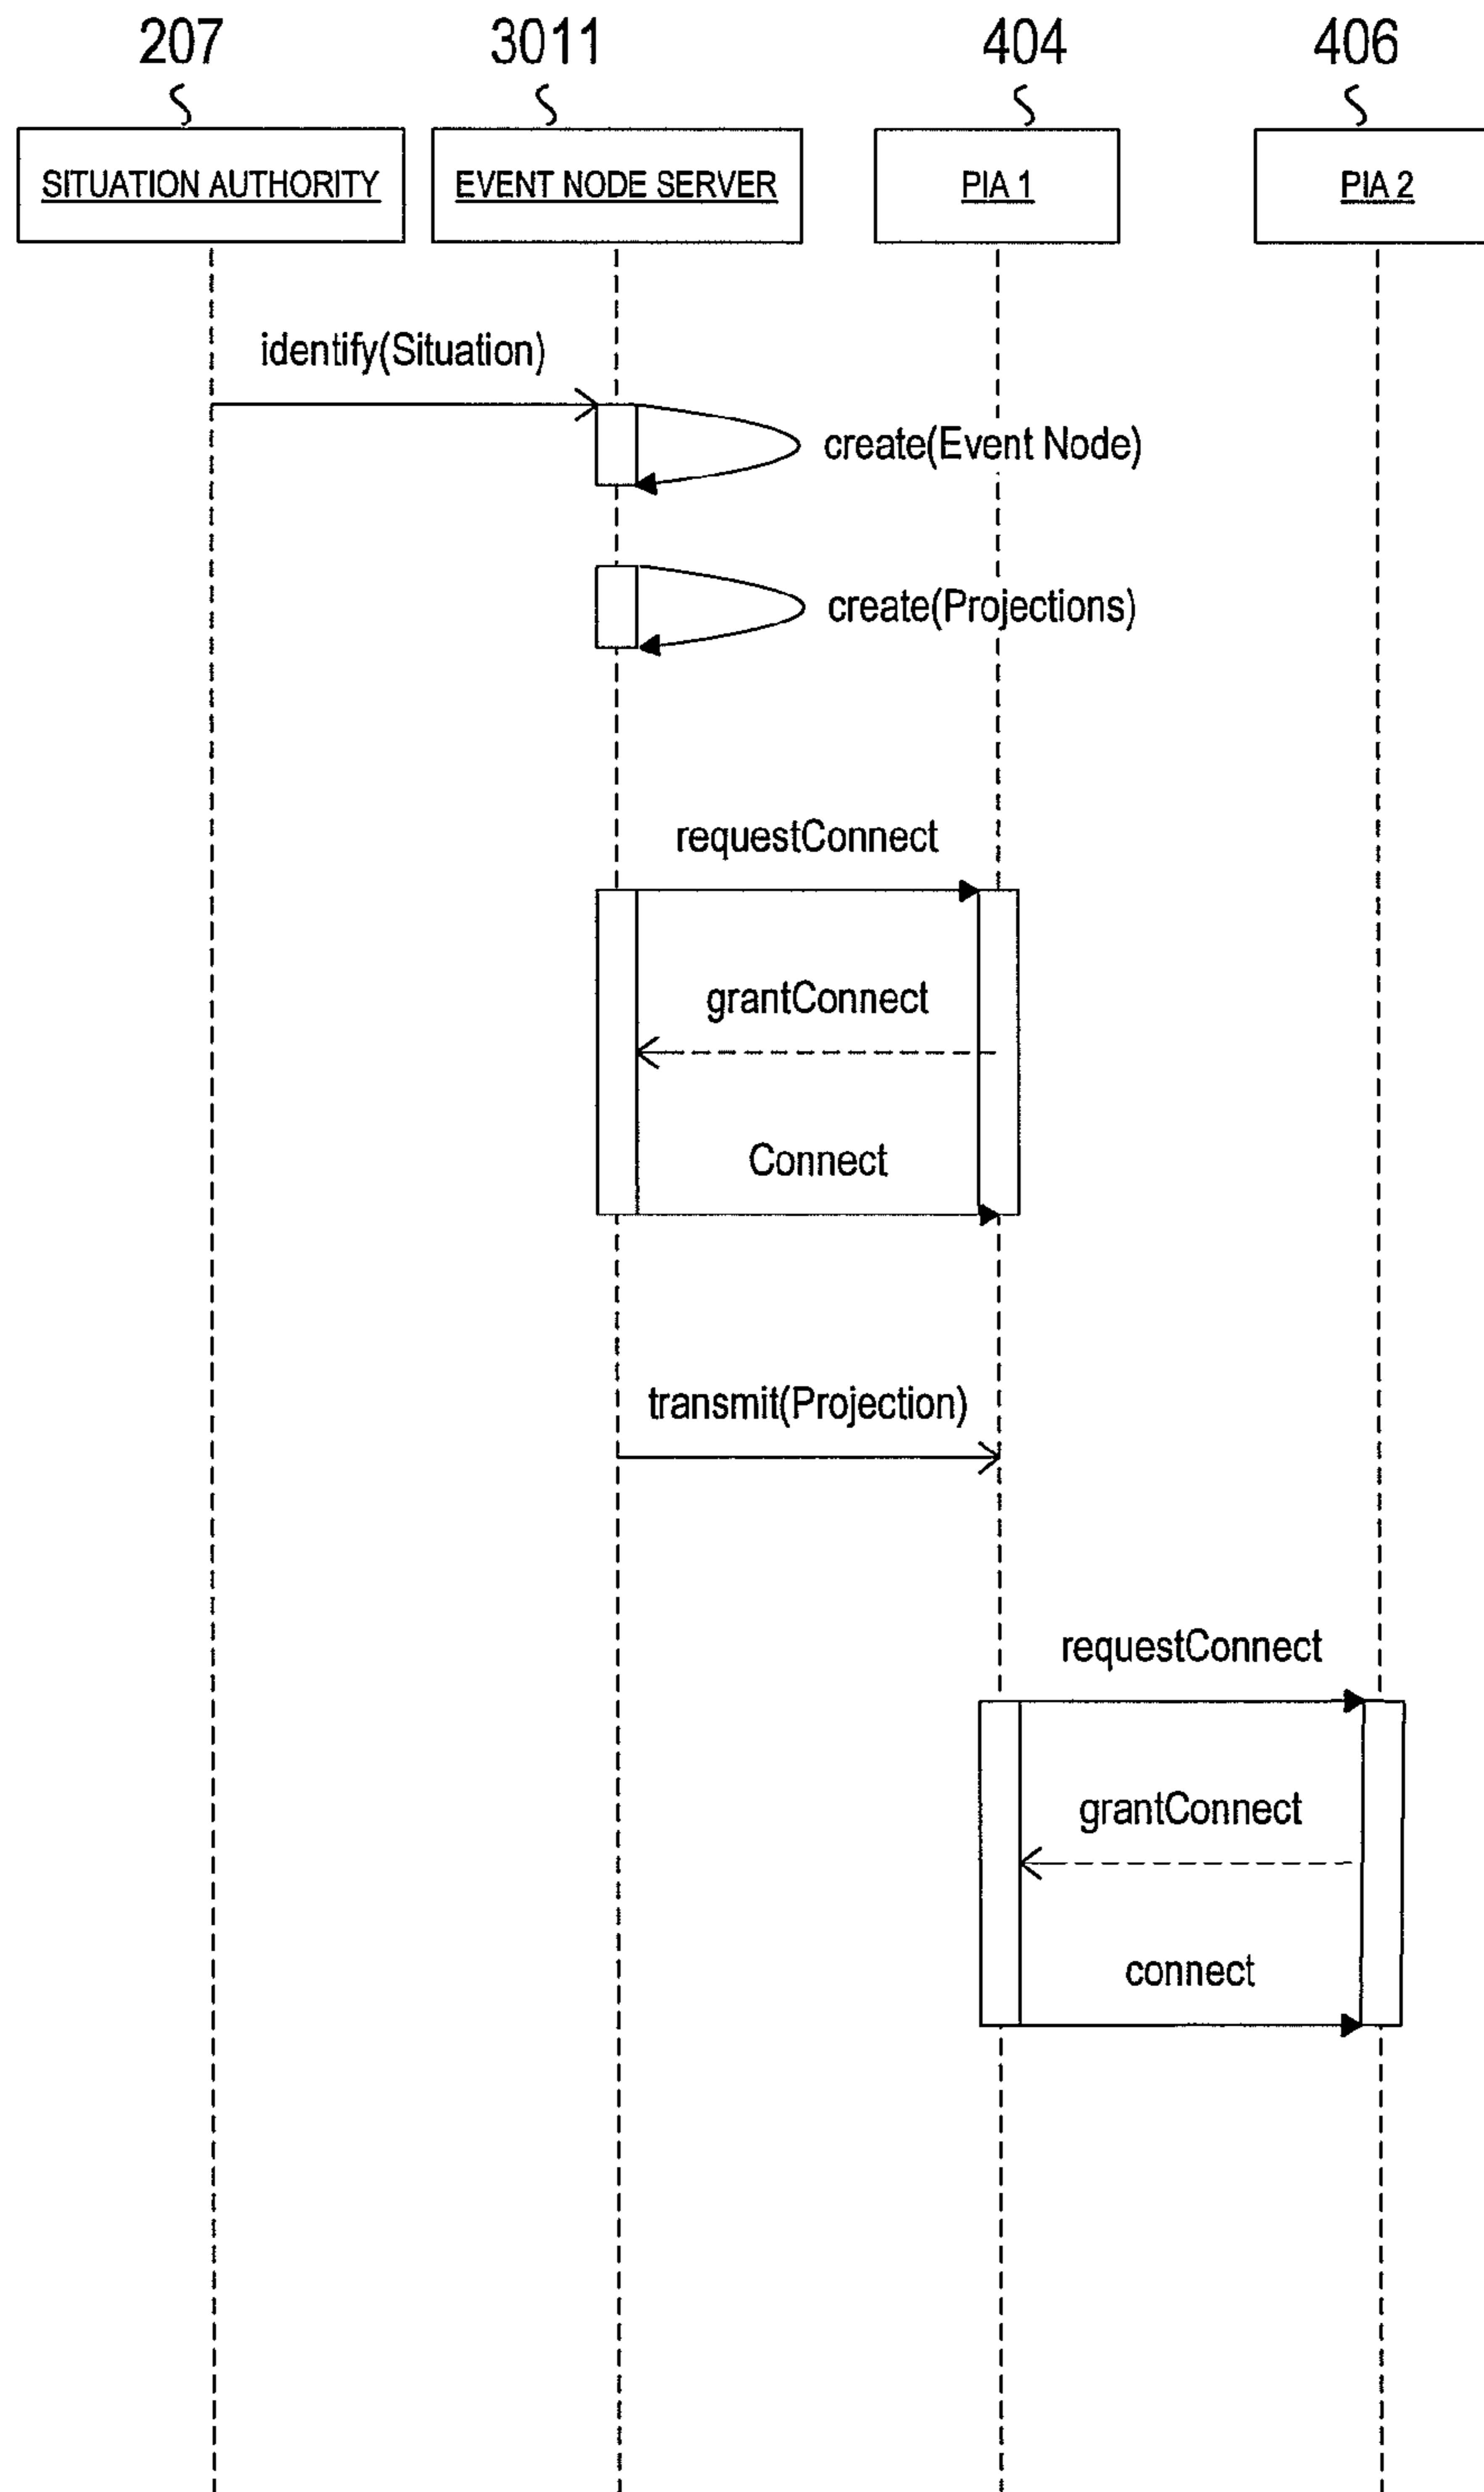 207 3011 404 406
SITUATION AUTHORITY EVENT NODE SERVER PIA 1 PIA 2
identify(Situation)
create(Event Node)
create(Projections)
requestConnect
grantConnect
Connect
transmit(Projection)
requestConnect
grantConnect
connect